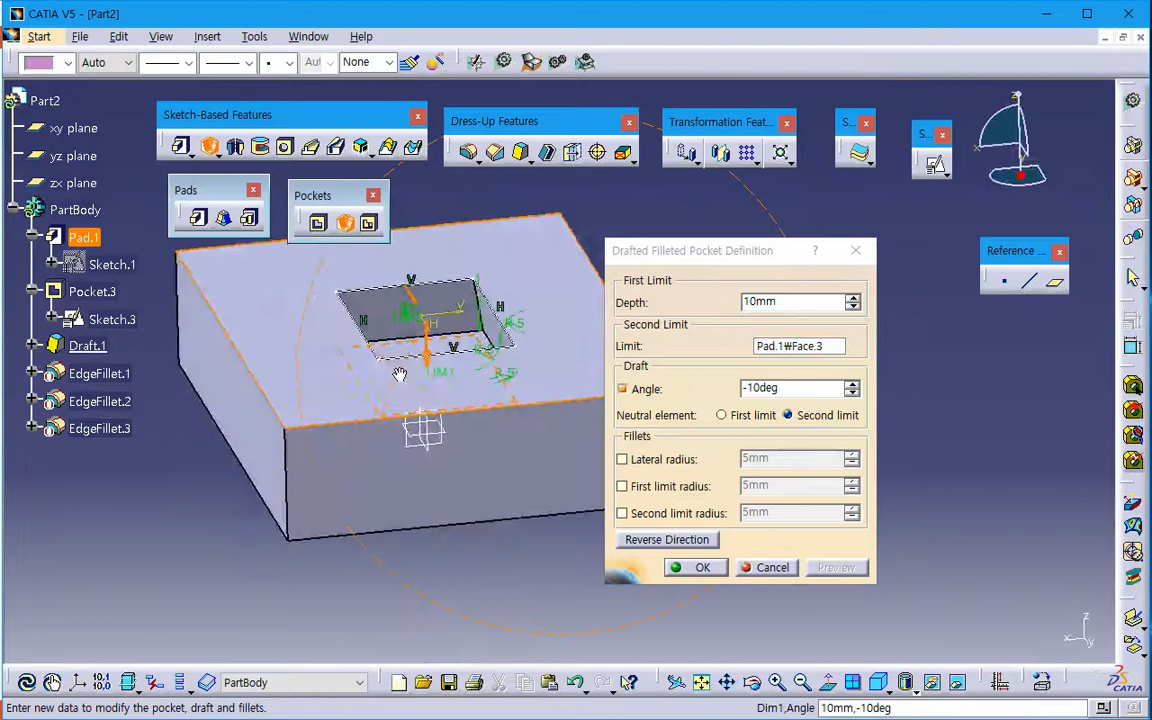 CATIA V5 - [Part2]
Start File Edit View Insert Tools Window Help
Auto None
Part2
xy plane
yz plane
zx plane
PartBody
Pad.1
Sketch.1
Pocket.3
Sketch.3
Draft.1
EdgeFillet.1
EdgeFillet.2
EdgeFillet.3
Sketch-Based Features
Dress-Up Features
Transformation Feat...
S...
S...
Pads
Pockets
Reference ...
Drafted Filleted Pocket Definition ?
First Limit
Depth: 10mm
Second Limit
Limit: Pad.1₩Face.3
Draft
Angle: -10deg
Neutral element: First limit Second limit
Fillets
Lateral radius: 5mm
First limit radius: 5mm
Second limit radius: 5mm
Reverse Direction
OK Cancel Preview
V
H
H
V
R 5
LIM1
z
x
y
PartBody
Enter new data to modify the pocket, draft and fillets.
Dim1,Angle 10mm,-10deg